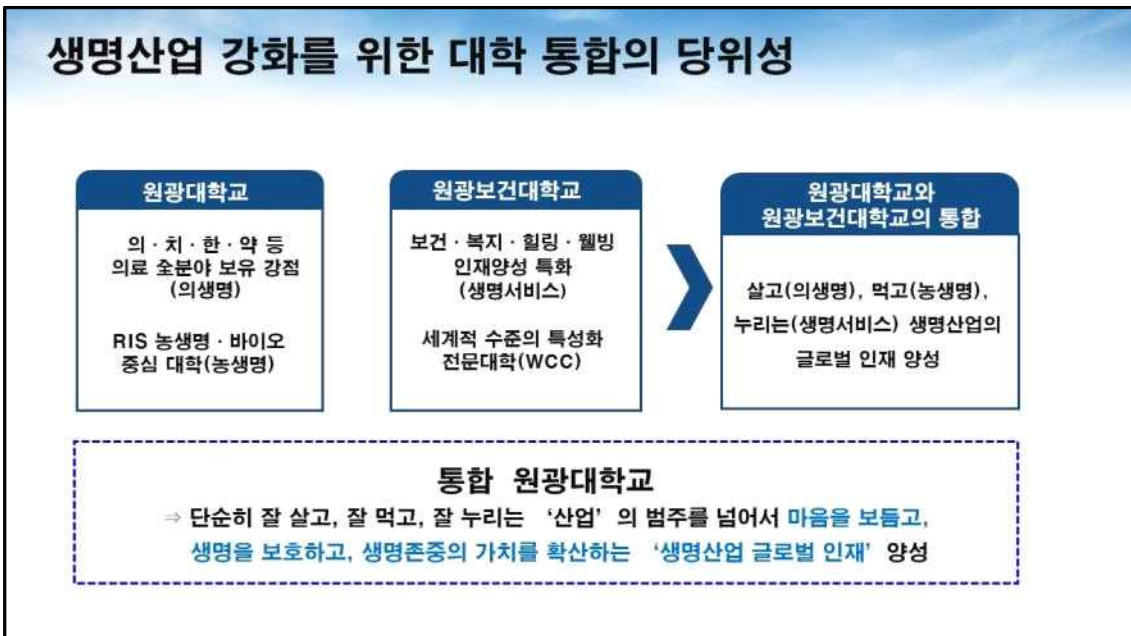 생명산업 강화를 위한 대학 통합의 당위성
원광대학교
의 · 치 · 한 · 약 등
의료 全분야 보유 강점
(의생명)
RIS 농생명 · 바이오
중심 대학(농생명)
원광보건대학교
보건 · 복지 · 힐링 · 웰빙
인재양성 특화
(생명서비스)
세계적 수준의 특성화
전문대학(WCC)
원광대학교와
원광보건대학교의 통합
살고(의생명), 먹고(농생명),
누리는(생명서비스) 생명산업의
글로벌 인재 양성
통합 원광대학교
⇒ 단순히 잘 살고, 잘 먹고, 잘 누리는 ‘산업’의 범주를 넘어서 마음을 보듬고,
생명을 보호하고, 생명존중의 가치를 확산하는 ‘생명산업 글로벌 인재’ 양성